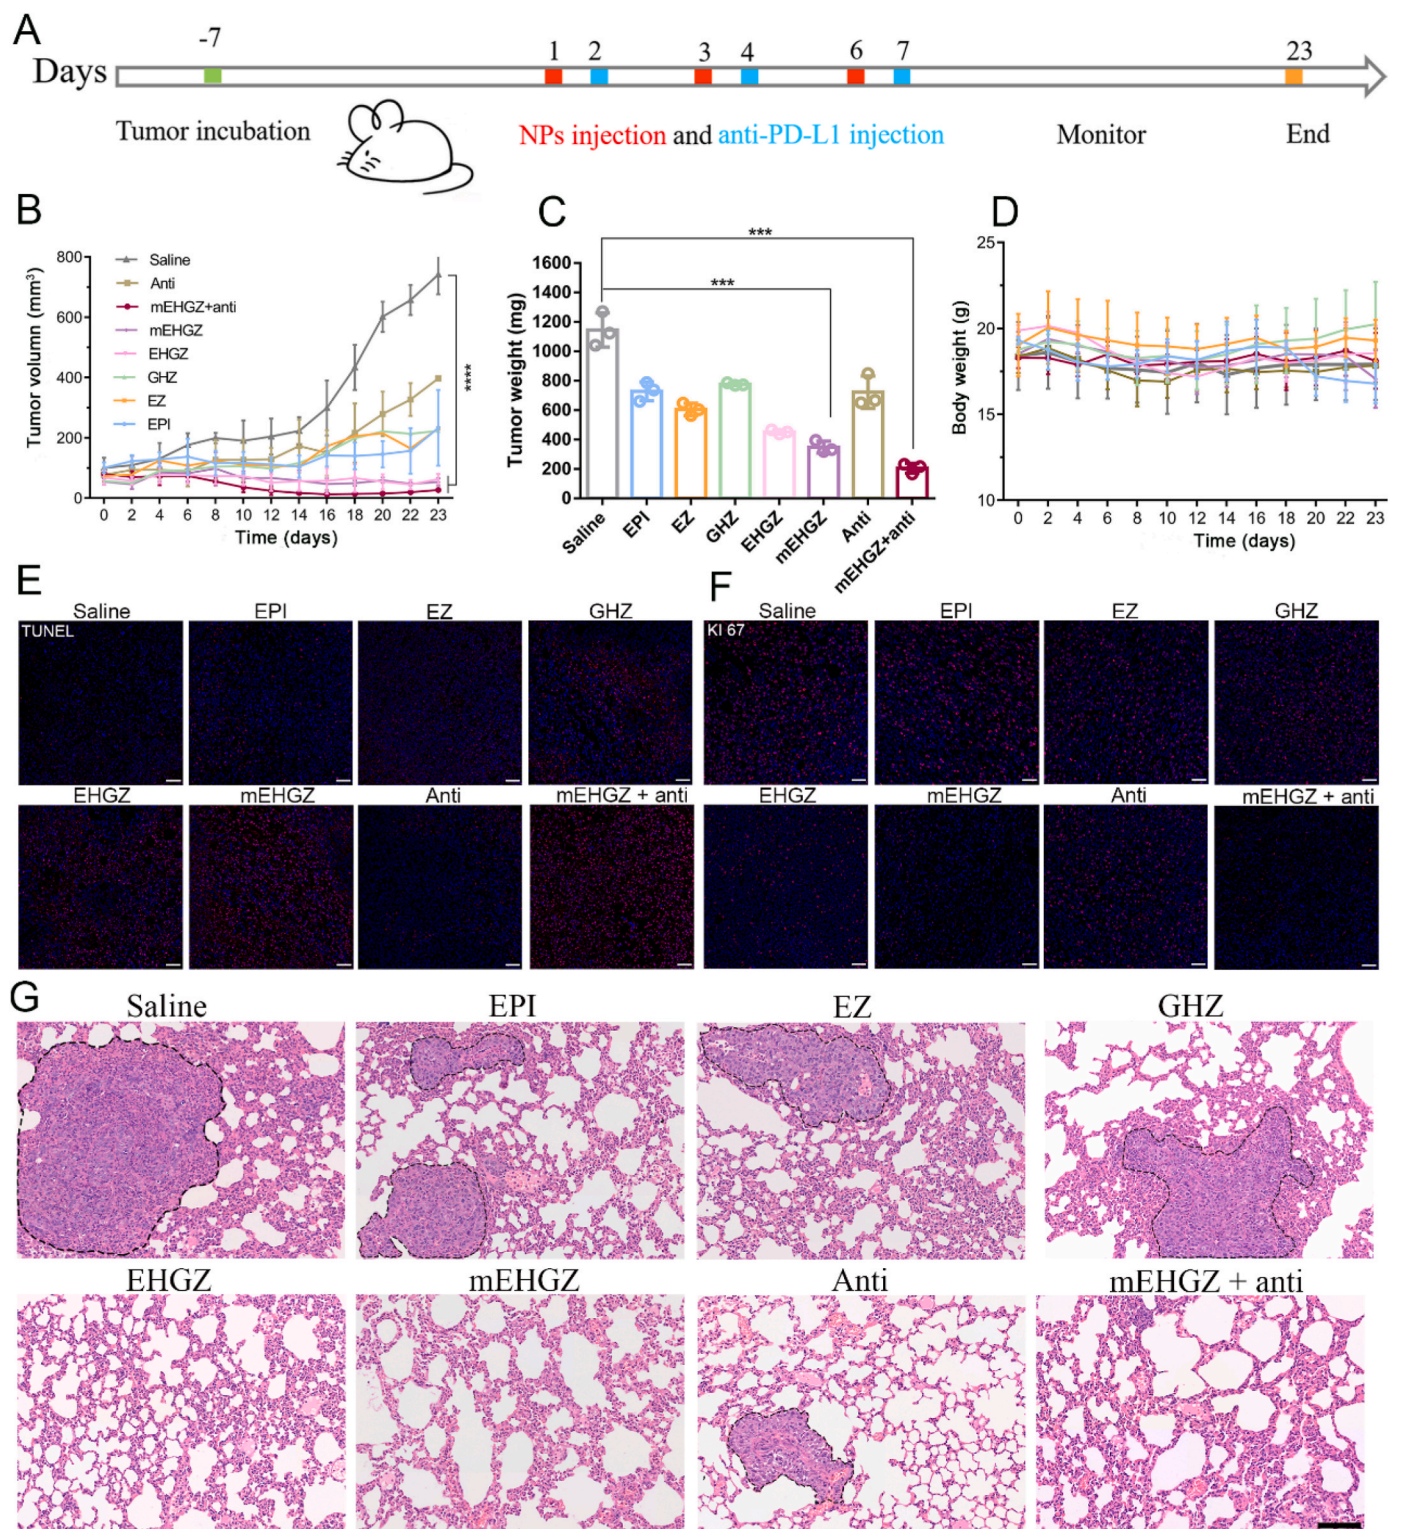 A
-7 1 2 3 4 6 7 23
Days
Tumor incubation NPs injection and anti-PD-L1 injection Monitor End
B
Tumor volumn (mm³)
800
600
400
200
0
Saline
Anti
mEHGZ+anti
mEHGZ
EHGZ
GHZ
EZ
EPI
****
0 2 4 6 8 10 12 14 16 18 20 22 23
Time (days)
C
Tumor weight (mg)
1600
1400
1200
1000
800
600
400
200
0
***
***
Saline EPI EZ GHZ EHGZ mEHGZ Anti mEHGZ+anti
D
Body weight (g)
25
20
15
10
0 2 4 6 8 10 12 14 16 18 20 22 23
Time (days)
E
Saline EPI EZ GHZ
TUNEL
EHGZ mEHGZ Anti mEHGZ + anti
F
Saline EPI EZ GHZ
KI 67
EHGZ mEHGZ Anti mEHGZ + anti
G
Saline EPI EZ GHZ
EHGZ mEHGZ Anti mEHGZ + anti